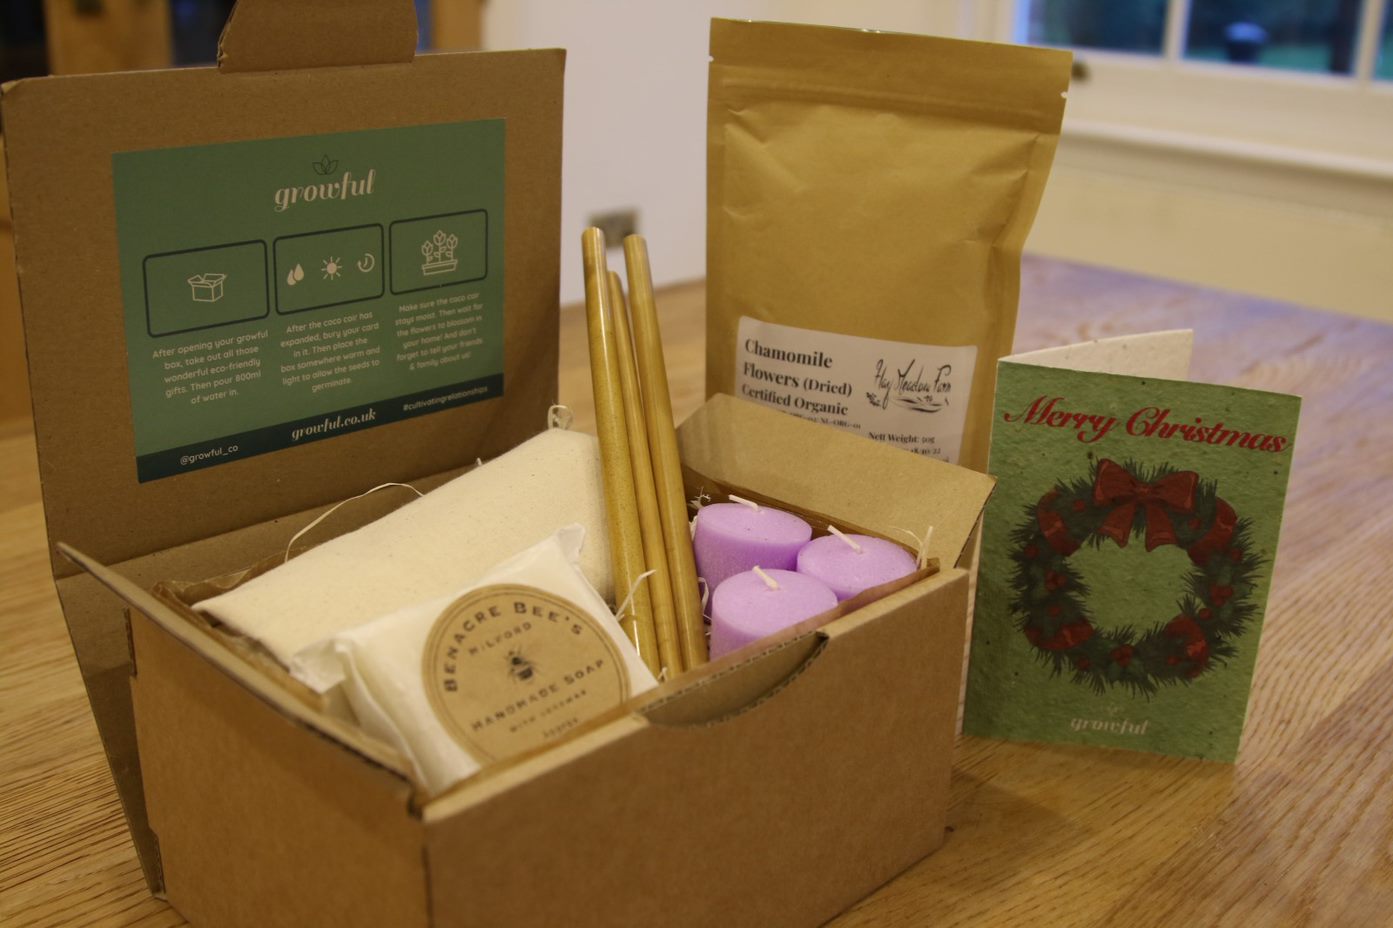 growful
After opening your growful
box, take out all those
wonderful eco-friendly
gifts. Then pour 800ml
of water in.
After the coco coir has
expanded, bury your card
in it. Then place the
box somewhere warm and
light to allow the seeds to
germinate.
Make sure the coco coir
stays moist. Then wait for
the flowers to blossom in
your home! And don't
forget to tell your friends
& family about us!
@growful_co
growful.co.uk
#cultivatingrelationships
BENACRE BEE'S
MILFORD
HANDMADE SOAP
WITH BEESWAX
Chamomile
Flowers (Dried)
Certified Organic
Hay Meadow Farm
Nett Weight: 50g
Merry Christmas
growful